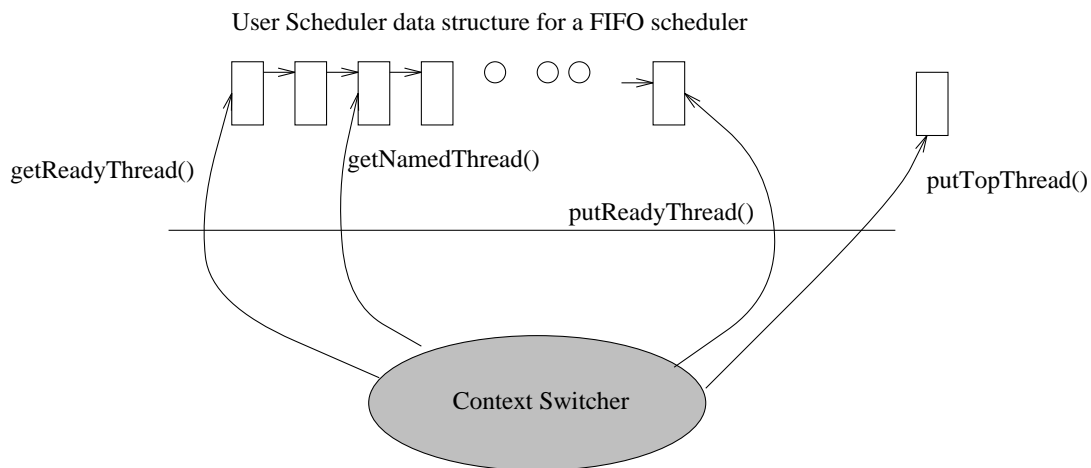 User Scheduler data structure for a FIFO scheduler
getReadyThread()
getNamedThread()
putReadyThread()
putTopThread()
Context Switcher